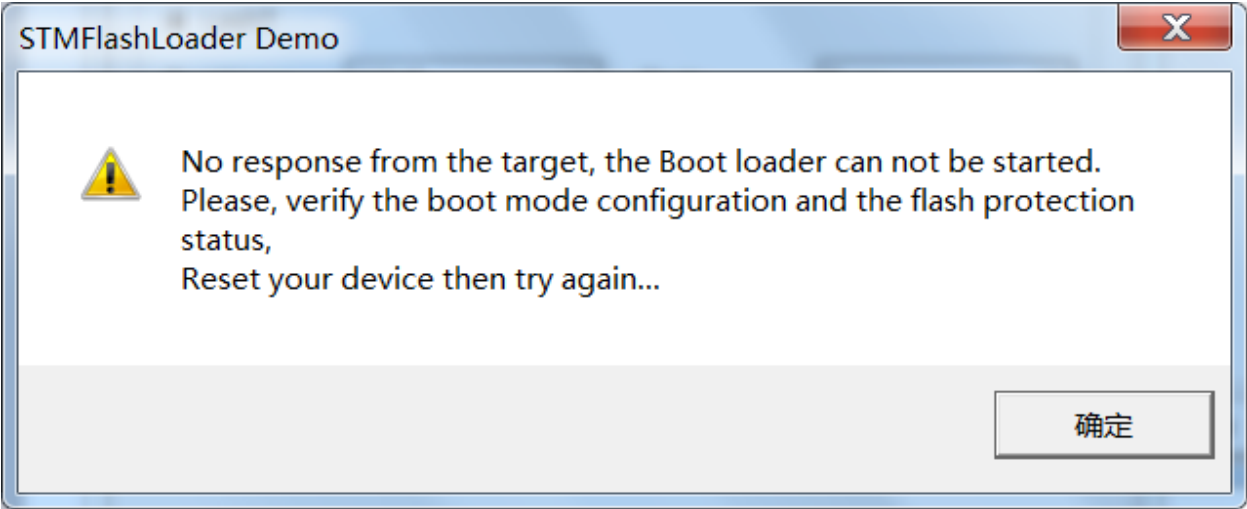 STMFlashLoader Demo
No response from the target, the Boot loader can not be started.
Please, verify the boot mode configuration and the flash protection
status,
Reset your device then try again...
确定